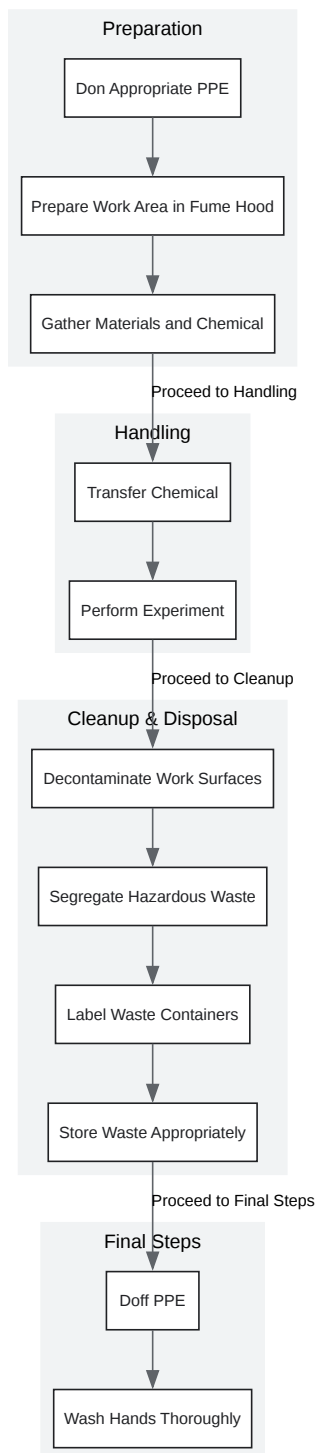 Preparation
Don Appropriate PPE
Prepare Work Area in Fume Hood
Gather Materials and Chemical
Proceed to Handling
Handling
Transfer Chemical
Perform Experiment
Proceed to Cleanup
Cleanup & Disposal
Decontaminate Work Surfaces
Segregate Hazardous Waste
Label Waste Containers
Store Waste Appropriately
Proceed to Final Steps
Final Steps
Doff PPE
Wash Hands Thoroughly